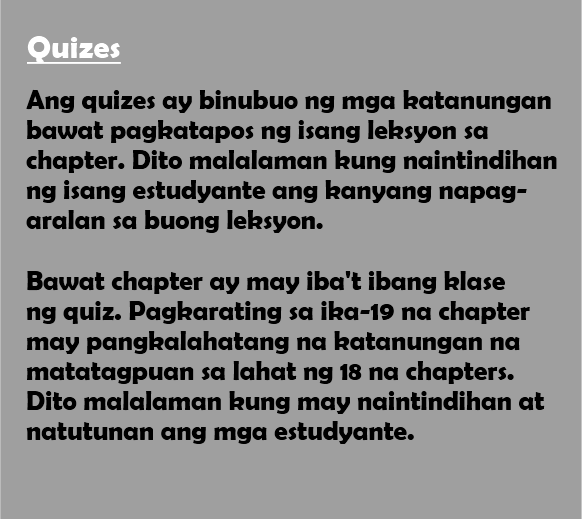 Quizes
Ang quizes ay binubuo ng mga katanungan
bawat pagkatapos ng isang leksyon sa
chapter. Dito malalaman kung naintindihan
ng isang estudyante ang kanyang napag-
aralan sa buong leksyon.
Bawat chapter ay may iba't ibang klase
ng quiz. Pagkarating sa ika-19 na chapter
may pangkalahatang na katanungan na
matatagpuan sa lahat ng 18 na chapters.
Dito malalaman kung may naintindihan at
natutunan ang mga estudyante.